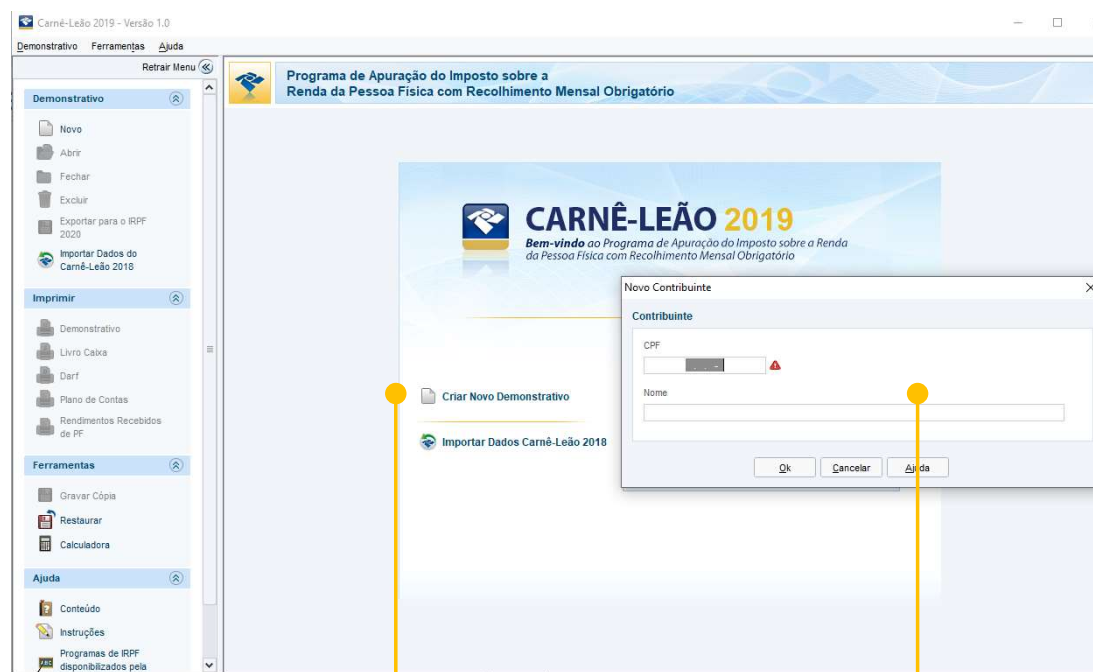 Carnê-Leão 2019 - Versão 1.0
Demonstrativo Ferramentas Ajuda
Retrair Menu
Demonstrativo
Novo
Abrir
Fechar
Excluir
Exportar para o IRPF
2020
Importar Dados do
Carnê-Leão 2018
Imprimir
Demonstrativo
Livro Caixa
Darf
Plano de Contas
Rendimentos Recebidos
de PF
Ferramentas
Gravar Cópia
Restaurar
Calculadora
Ajuda
Conteúdo
Instruções
Programas de IRPF
disponibilizados pela
Programa de Apuração do Imposto sobre a
Renda da Pessoa Física com Recolhimento Mensal Obrigatório
CARNÊ-LEÃO 2019
Bem-vindo ao Programa de Apuração do Imposto sobre a Renda
da Pessoa Física com Recolhimento Mensal Obrigatório
Criar Novo Demonstrativo
Importar Dados Carnê-Leão 2018
Novo Contribuinte
Contribuinte
CPF
. . -
Nome
Ok Cancelar Ajuda